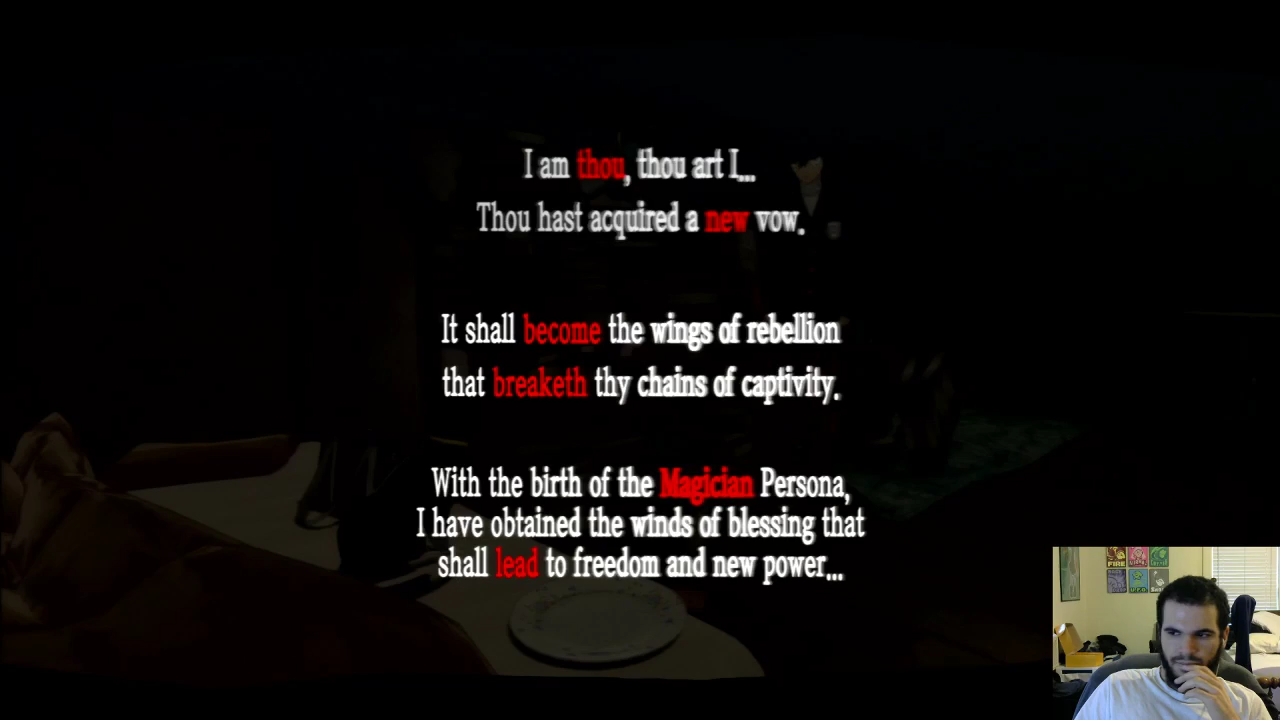 I am thou, thou art I...
Thou hast acquired a new vow.
It shall become the wings of rebellion
that breaketh thy chains of captivity.
With the birth of the Magician Persona,
I have obtained the winds of blessing that
shall lead to freedom and new power...
FIRE